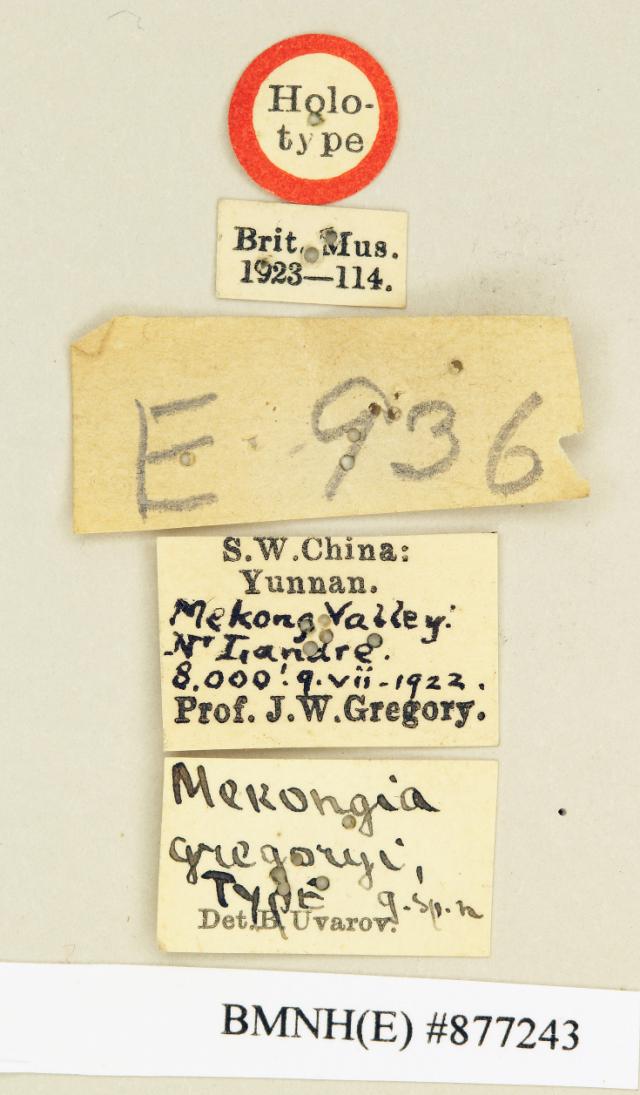 Holo-
type
Brit. Mus.
1923—114.
E. 936
S.W.China:
Yunnan.
Mekong Valley.
Nr Landre.
8.000'. 9.vii-1922.
Prof. J.W.Gregory.
Mekongia
gregoryi,
TYPE g.sp.n
Det.B.Uvarov.
BMNH(E) #877243